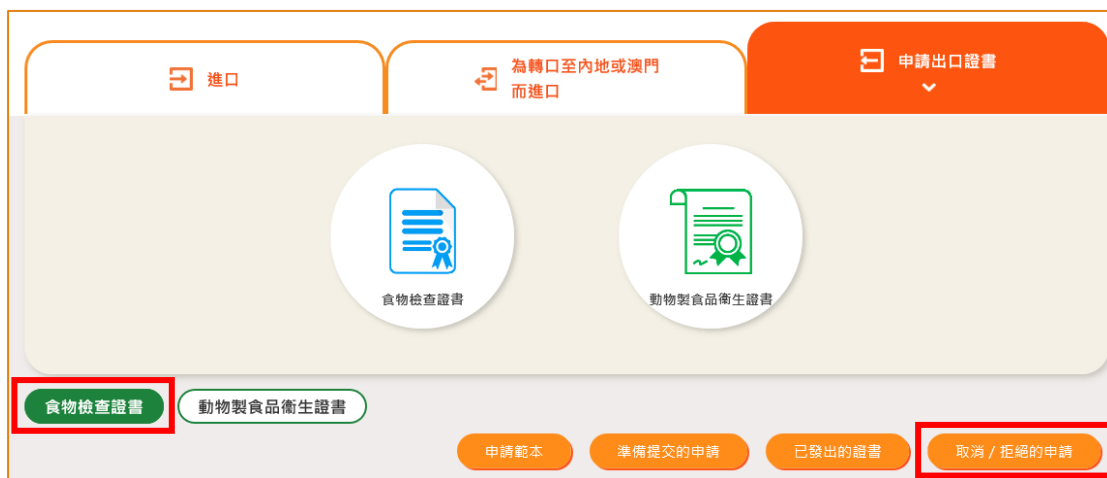 進口
為轉口至內地或澳門
而進口
申請出口證書
食物檢查證書
動物製食品衞生證書
食物檢查證書
動物製食品衞生證書
申請範本
準備提交的申請
已發出的證書
取消 / 拒絕的申請